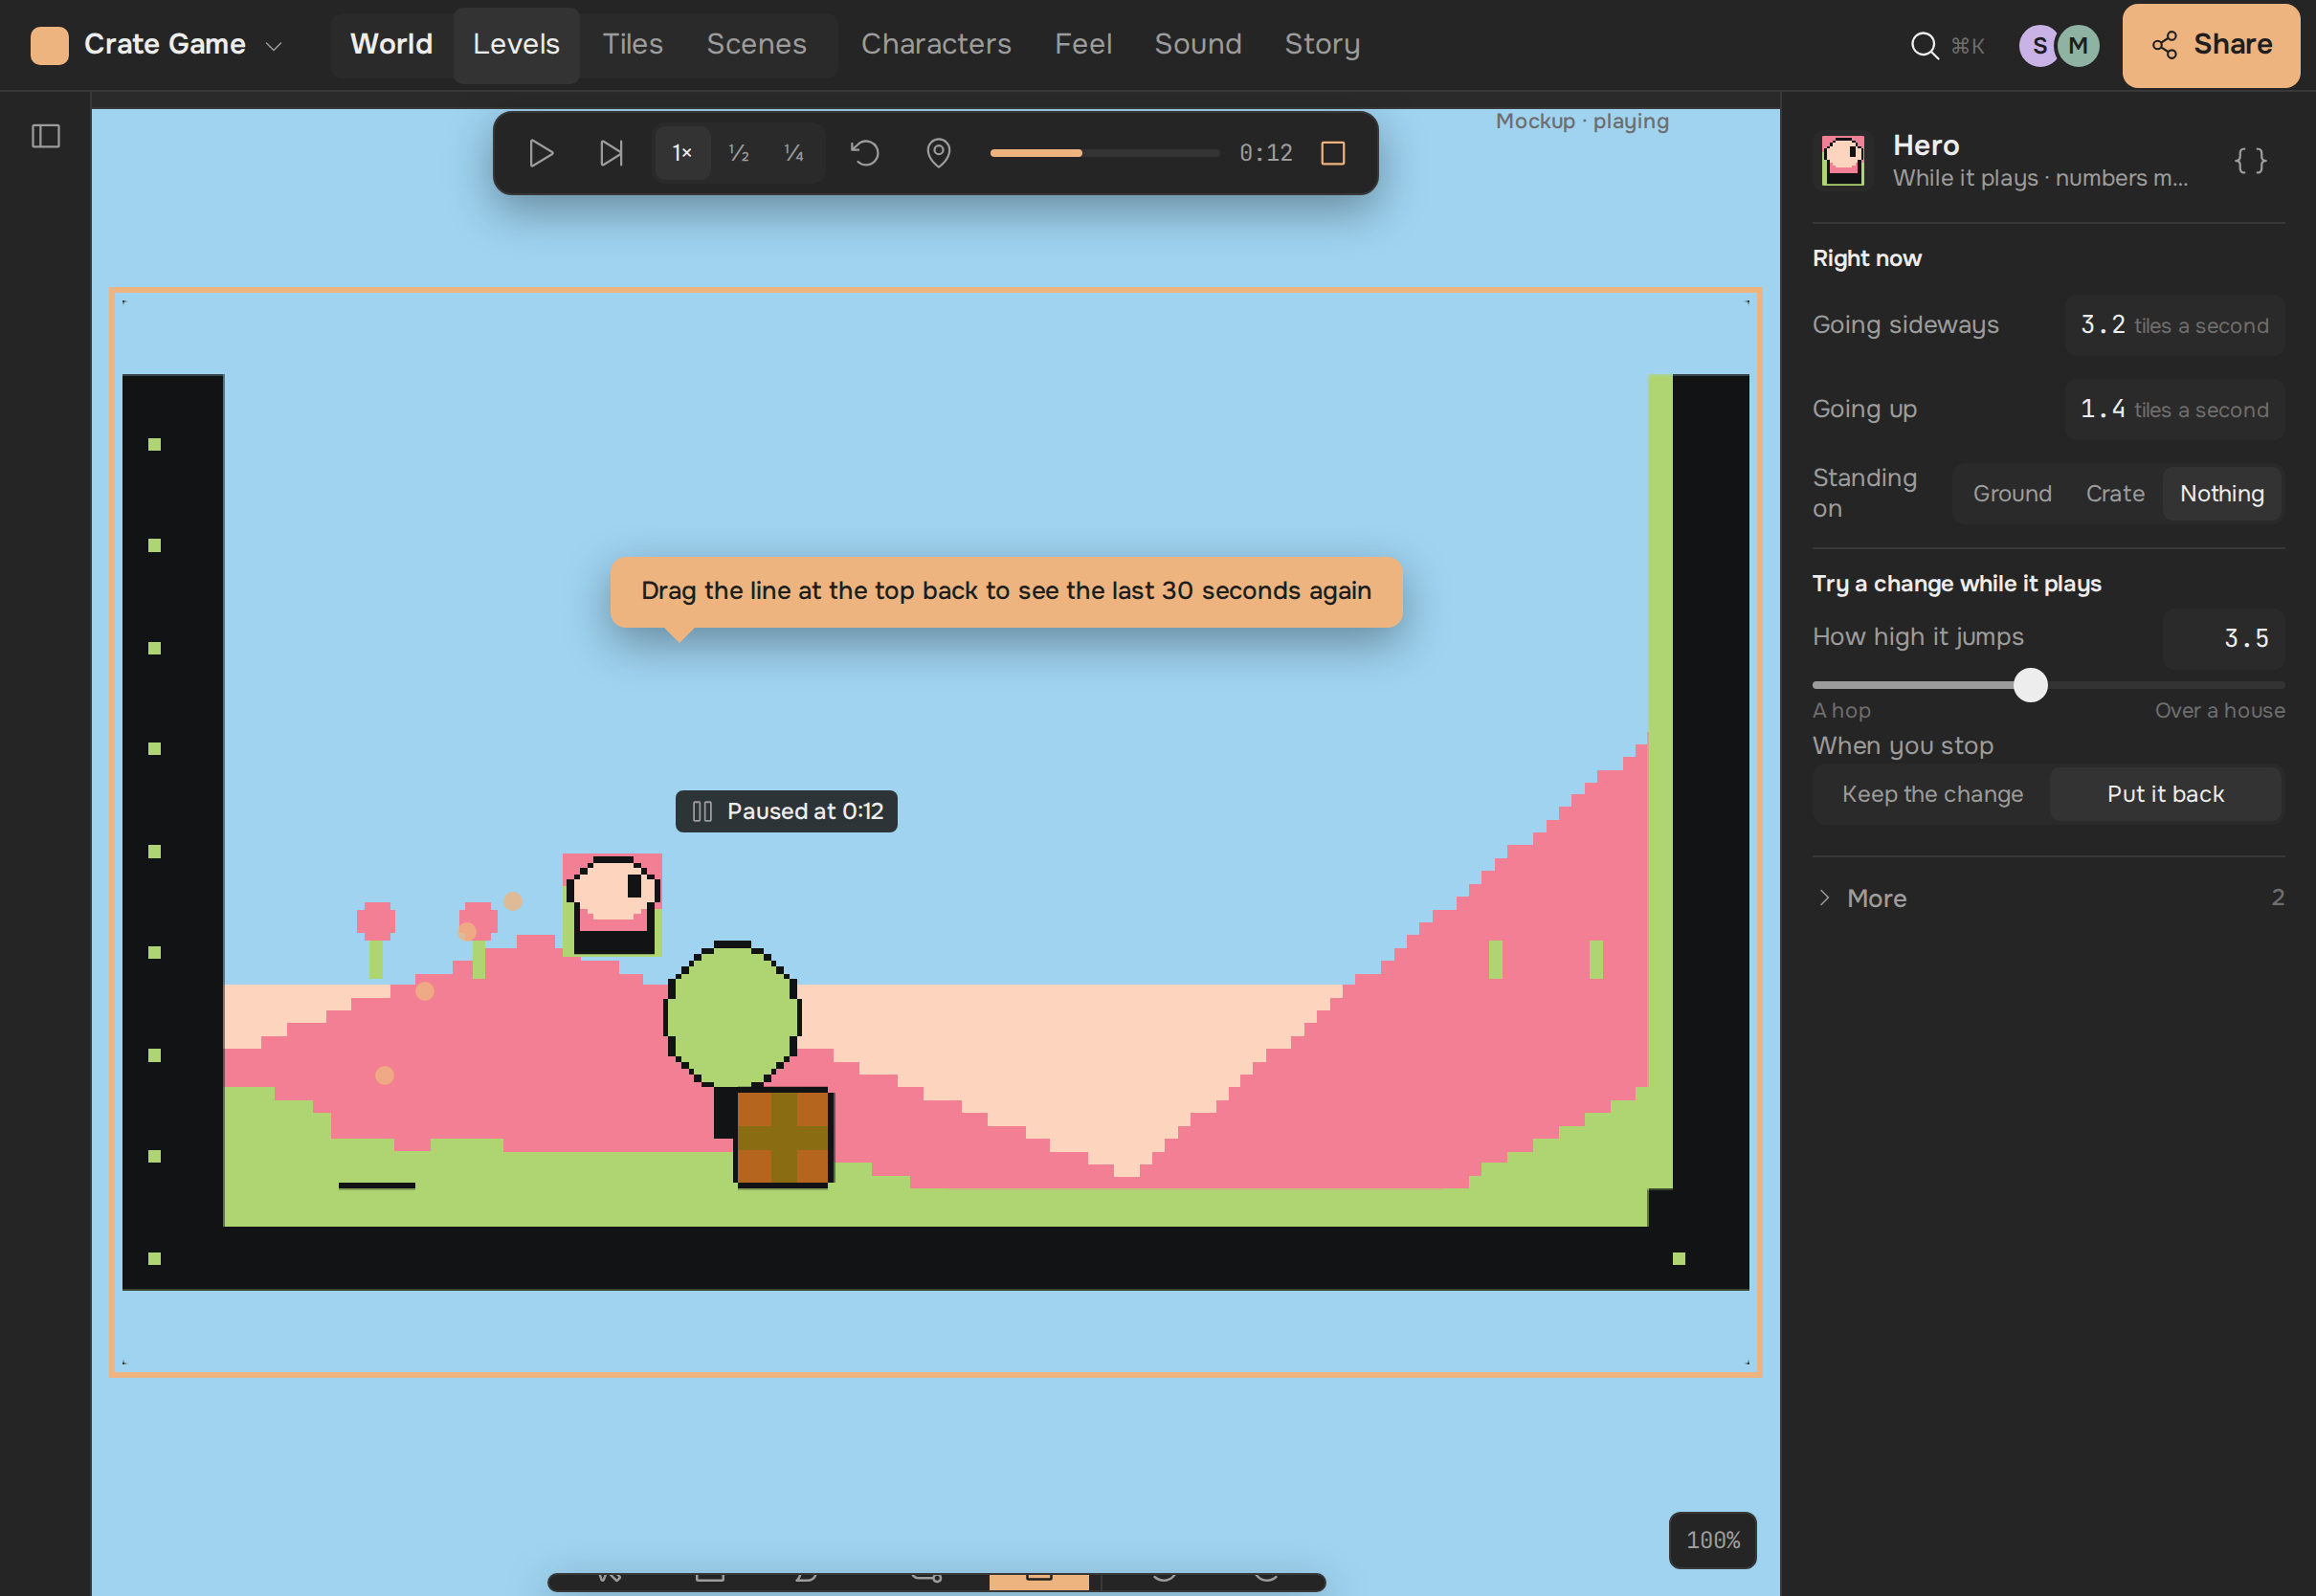 Crate Game
World
Levels
Tiles
Scenes
Characters
Feel
Sound
Story
⌘K
S
M
Share
1×
½
¼
0:12
Mockup · playing
Hero
While it plays · numbers m…
Right now
Going sideways
3.2 tiles a second
Going up
1.4 tiles a second
Standing on
Ground
Crate
Nothing
Try a change while it plays
How high it jumps
3.5
A hop
Over a house
When you stop
Keep the change
Put it back
More
2
Drag the line at the top back to see the last 30 seconds again
Paused at 0:12
100%